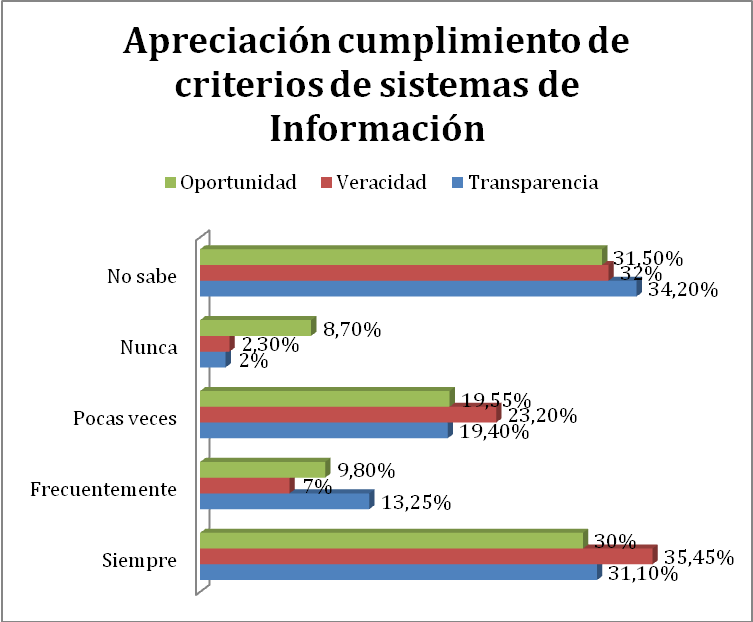 Apreciación cumplimiento de
criterios de sistemas de
Información
Oportunidad Veracidad Transparencia
No sabe
31,50%
32%
34,20%
Nunca
8,70%
2,30%
2%
Pocas veces
19,55%
23,20%
19,40%
Frecuentemente
9,80%
7%
13,25%
Siempre
30%
35,45%
31,10%